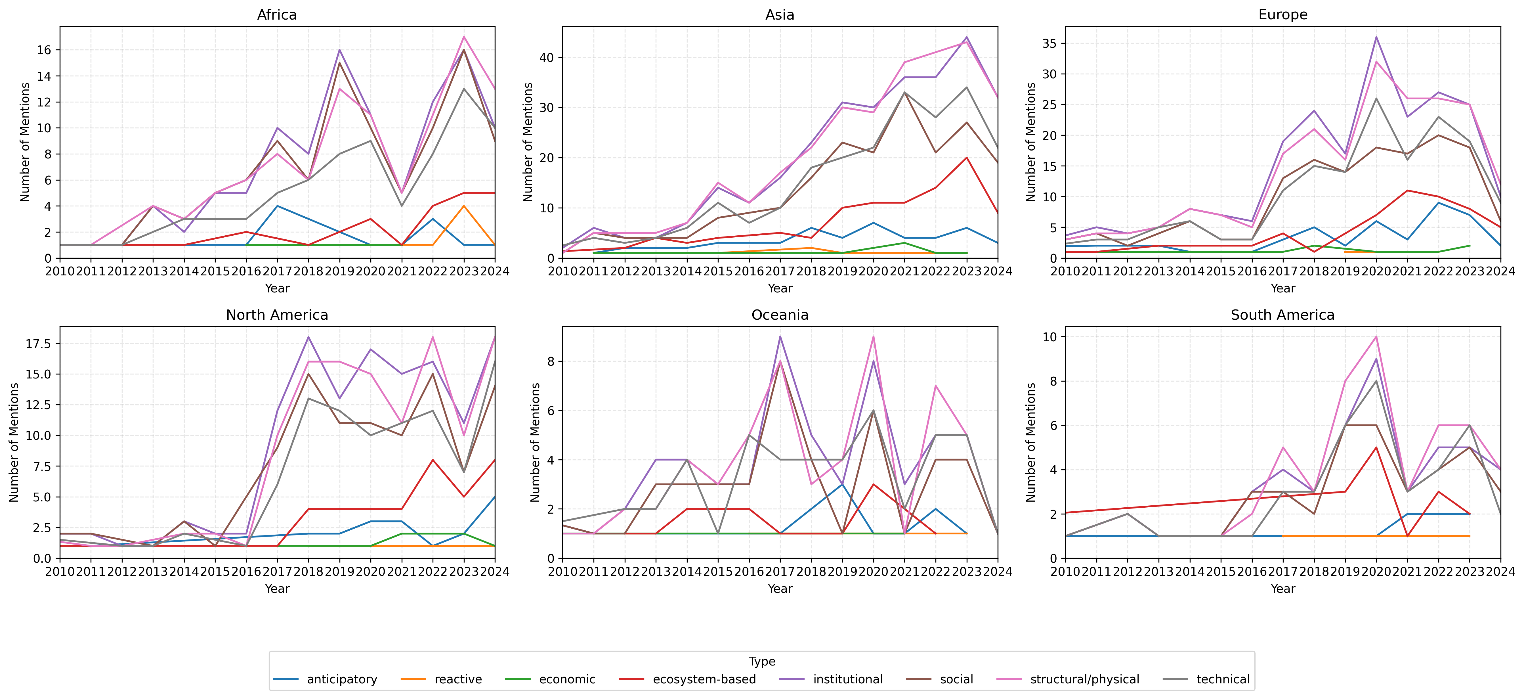 Africa
Number of Mentions
16
14
12
10
8
6
4
2
0
2010 2011 2012 2013 2014 2015 2016 2017 2018 2019 2020 2021 2022 2023 2024
Year
Asia
Number of Mentions
40
30
20
10
0
2010 2011 2012 2013 2014 2015 2016 2017 2018 2019 2020 2021 2022 2023 2024
Year
Europe
Number of Mentions
35
30
25
20
15
10
5
0
2010 2011 2012 2013 2014 2015 2016 2017 2018 2019 2020 2021 2022 2023 2024
Year
North America
Number of Mentions
17.5
15.0
12.5
10.0
7.5
5.0
2.5
0.0
2010 2011 2012 2013 2014 2015 2016 2017 2018 2019 2020 2021 2022 2023 2024
Year
Oceania
Number of Mentions
8
6
4
2
0
2010 2011 2012 2013 2014 2015 2016 2017 2018 2019 2020 2021 2022 2023 2024
Year
South America
Number of Mentions
10
8
6
4
2
0
2010 2011 2012 2013 2014 2015 2016 2017 2018 2019 2020 2021 2022 2023 2024
Year
Type
anticipatory reactive economic ecosystem-based institutional social structural/physical technical